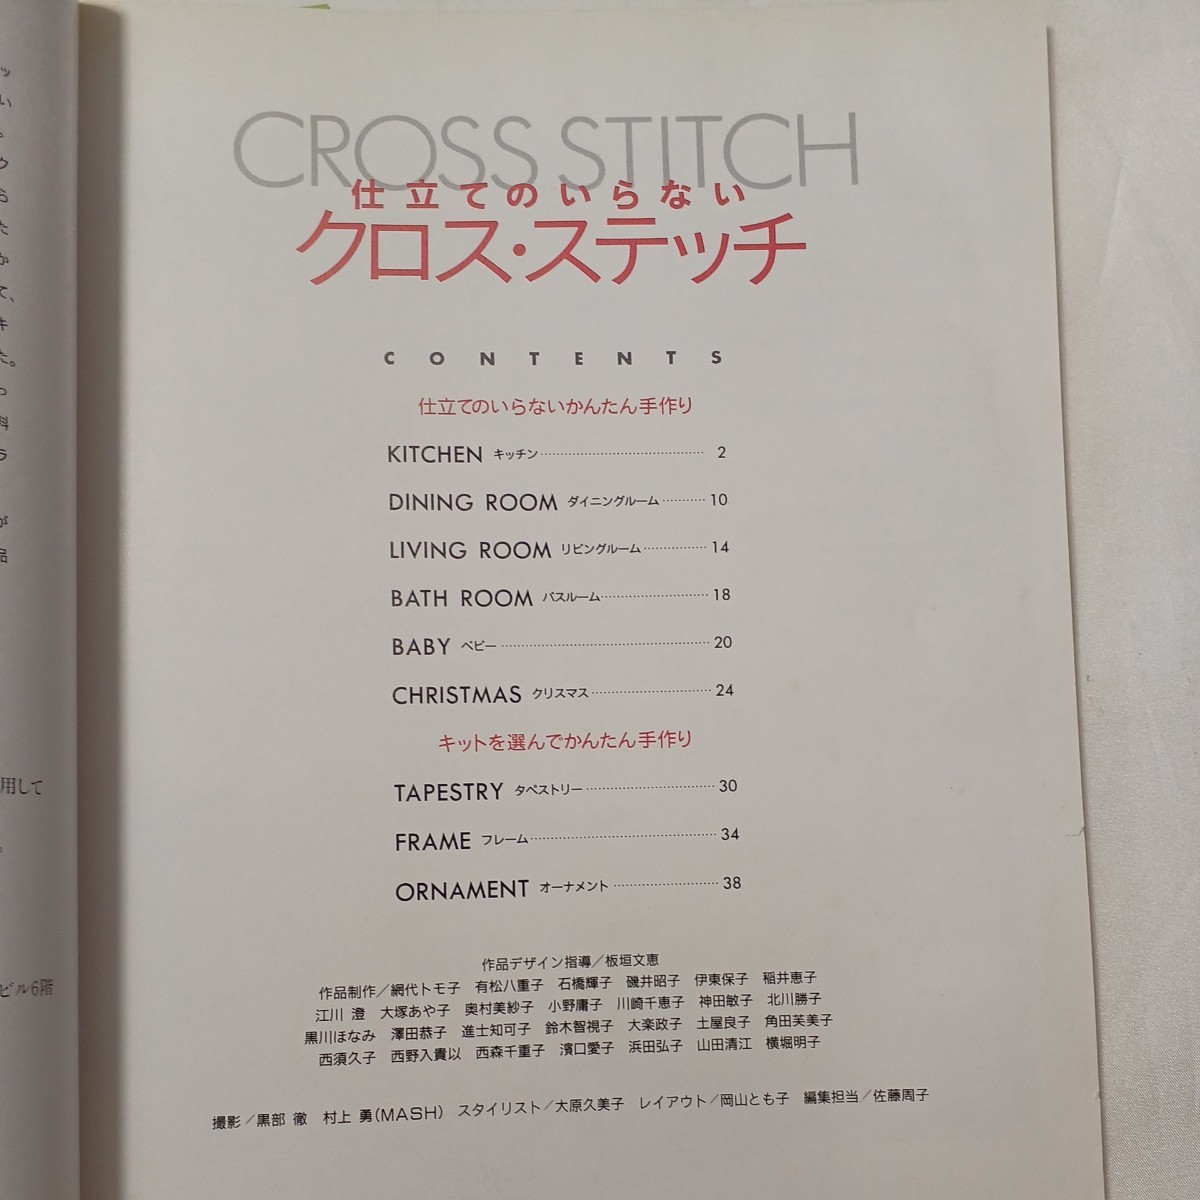 CROSS STITCH
仕立てのいらない
クロス・ステッチ
CONTENTS
仕立てのいらないかんたん手作り
KITCHEN キッチン 2
DINING ROOM ダイニングルーム 10
LIVING ROOM リビングルーム 14
BATH ROOM バスルーム 18
BABY ベビー 20
CHRISTMAS クリスマス 24
キットを選んでかんたん手作り
TAPESTRY タペストリー 30
FRAME フレーム 34
ORNAMENT オーナメント 38
作品デザイン指導/板垣文恵
作品制作/網代トモ子 有松八重子 石橋輝子 磯井昭子 伊東保子 稲井恵子
江川 澄 大塚あや子 奥村美紗子 小野庸子 川崎千恵子 神田敏子 北川勝子
黒川ほなみ 澤田恭子 進士知可子 鈴木智視子 大楽政子 土屋良子 角田芙美子
西須久子 西野入貴以 西森千重子 濱口愛子 浜田弘子 山田清江 横堀明子
撮影/黒部 徹 村上 勇(MASH) スタイリスト/大原久美子 レイアウト/岡山とも子 編集担当/佐藤周子
用して
ビル6階